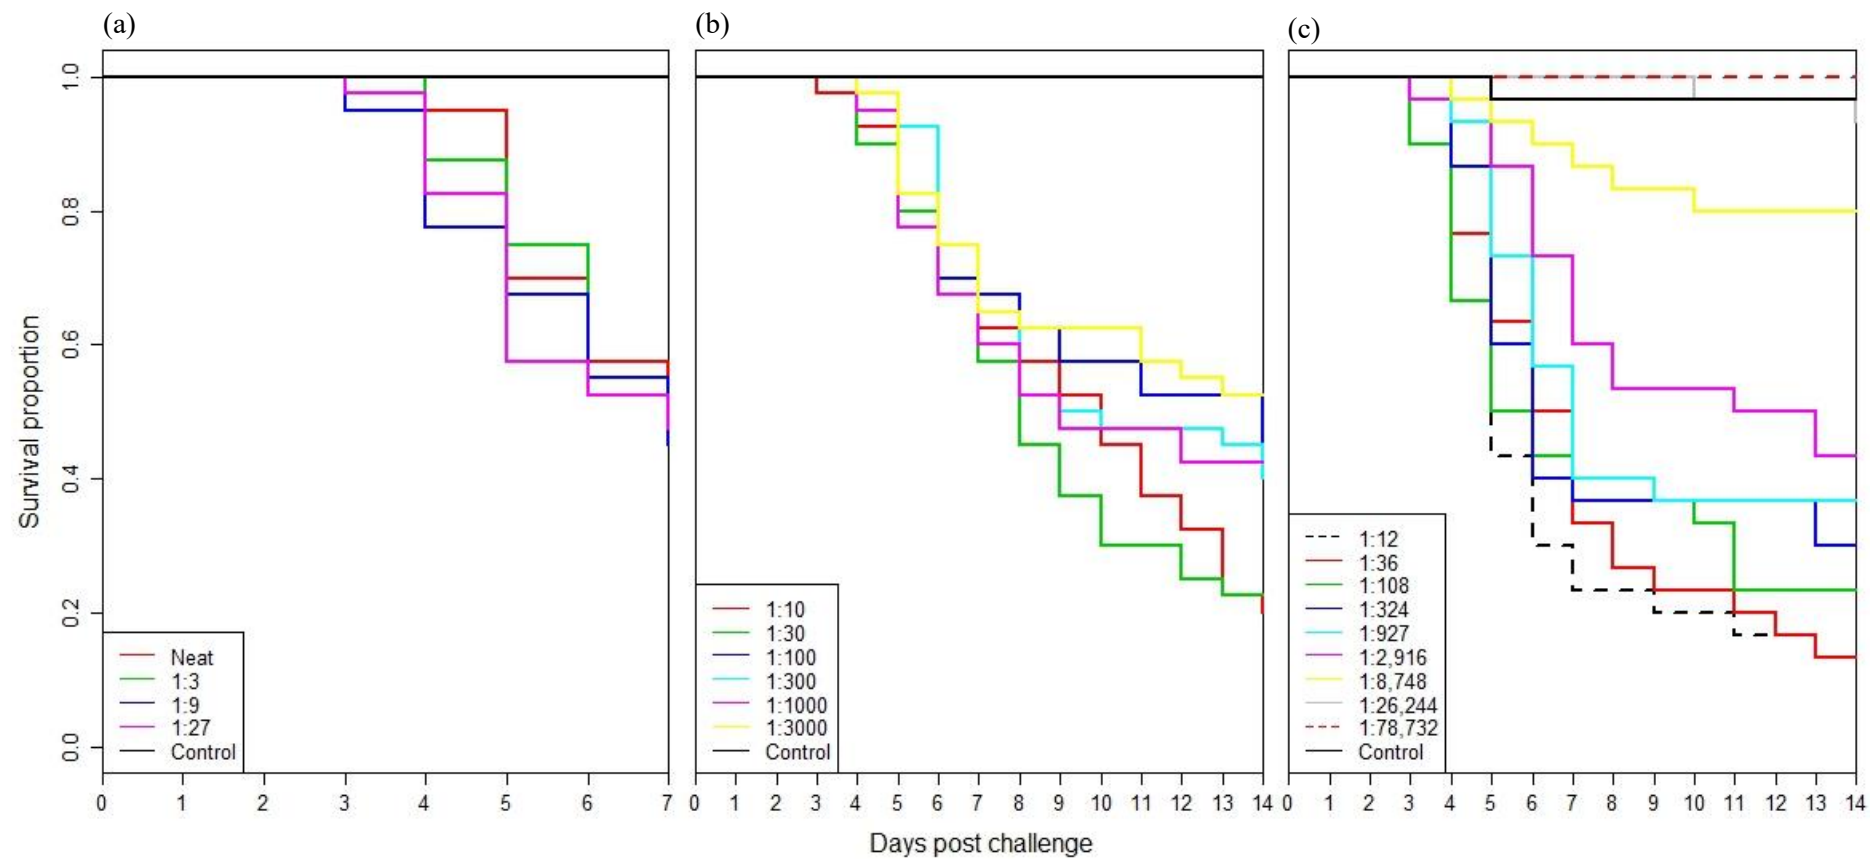 (a)
(b)
(c)
Survival proportion
1.0
0.8
0.6
0.4
0.2
0.0
Neat
1:3
1:9
1:27
Control
1:10
1:30
1:100
1:300
1:1000
1:3000
Control
1:12
1:36
1:108
1:324
1:927
1:2,916
1:8,748
1:26,244
1:78,732
Control
0 1 2 3 4 5 6 7
0 1 2 3 4 5 6 7 8 9 10 11 12 13 14
0 1 2 3 4 5 6 7 8 9 10 11 12 13 14
Days post challenge